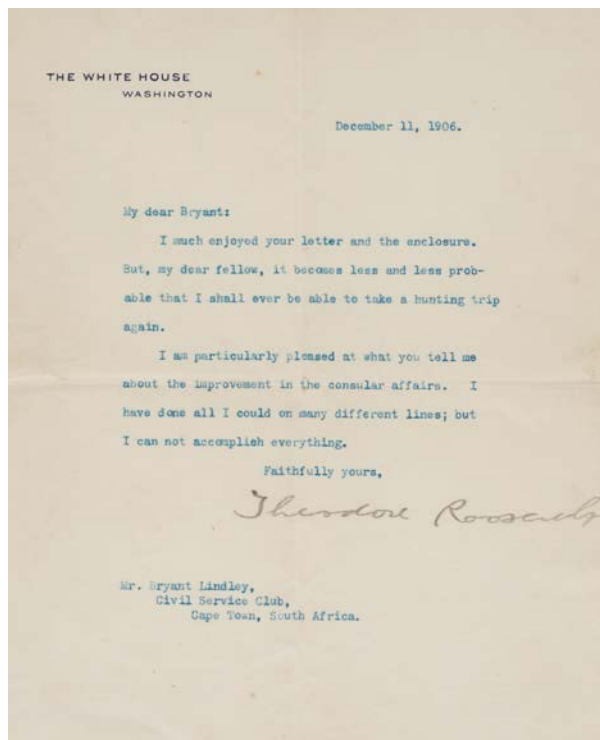 THE WHITE HOUSE
WASHINGTON
December 11, 1906.
My dear Bryant:
I much enjoyed your letter and the enclosure.
But, my dear fellow, it becomes less and less prob-
able that I shall ever be able to take a hunting trip
again.
I am particularly pleased at what you tell me
about the improvement in the consular affairs. I
have done all I could on many different lines; but
I can not accomplish everything.
Faithfully yours,
Theodore Roosevelt
Mr. Bryant Lindley,
Civil Service Club,
Cape Town, South Africa.